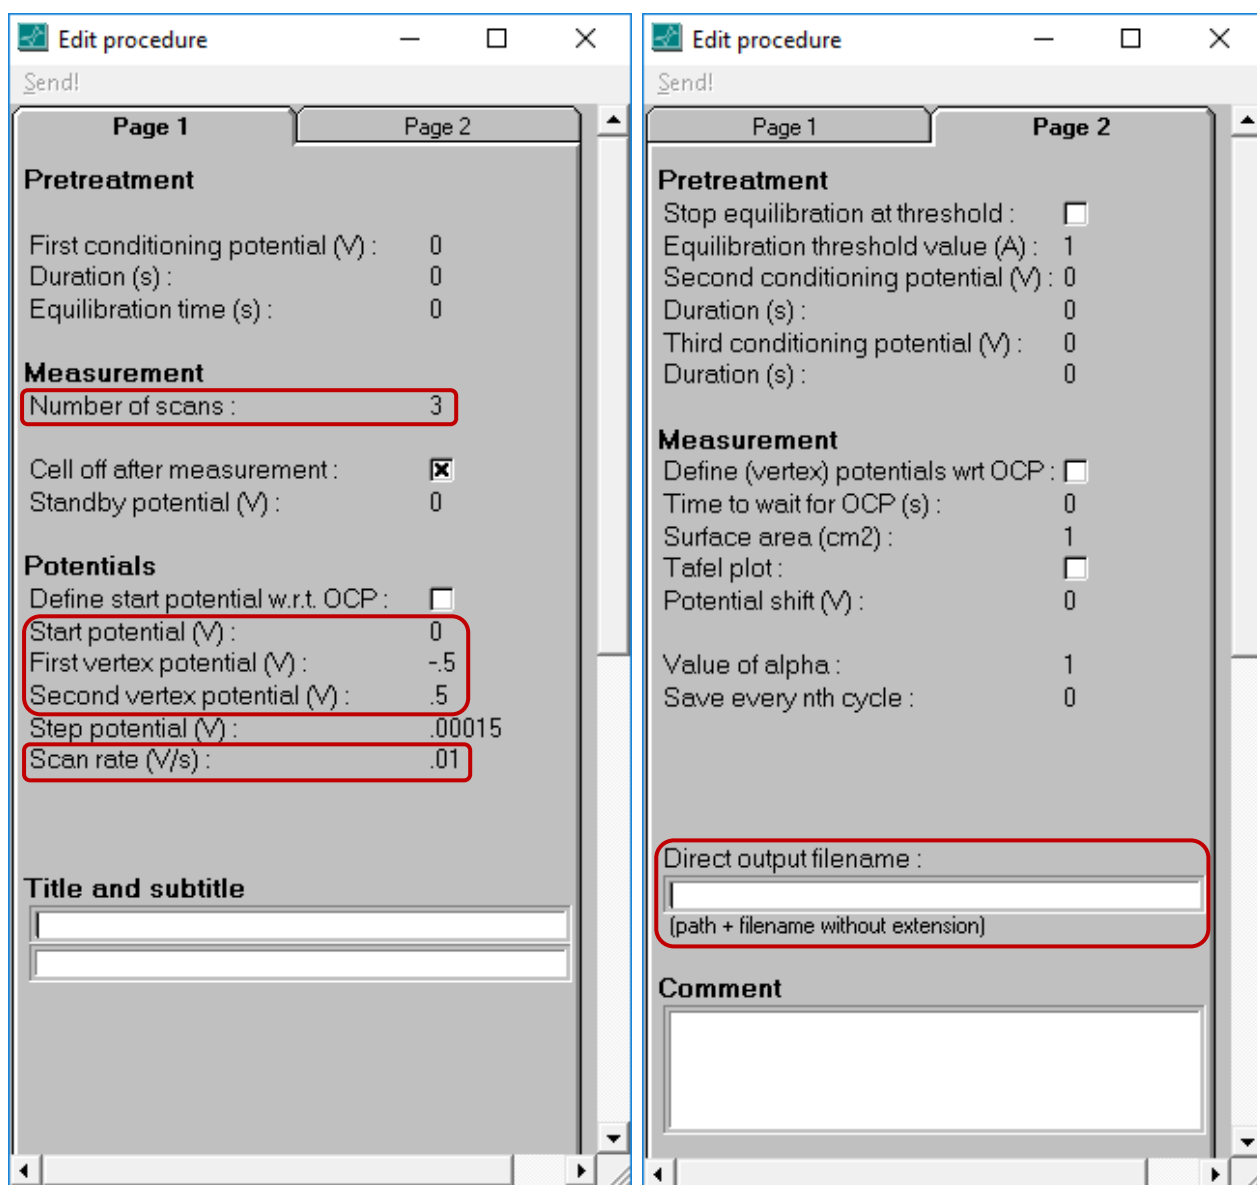 Edit procedure
Send!
Page 1 Page 2
Pretreatment
First conditioning potential (V) : 0
Duration (s) : 0
Equilibration time (s) : 0
Measurement
Number of scans : 3
Cell off after measurement :
Standby potential (V) : 0
Potentials
Define start potential w.r.t. OCP :
Start potential (V) : 0
First vertex potential (V) : -.5
Second vertex potential (V) : .5
Step potential (V) : .00015
Scan rate (V/s) : .01
Title and subtitle
Edit procedure
Send!
Page 1 Page 2
Pretreatment
Stop equilibration at threshold :
Equilibration threshold value (A) : 1
Second conditioning potential (V) : 0
Duration (s) : 0
Third conditioning potential (V) : 0
Duration (s) : 0
Measurement
Define (vertex) potentials wrt OCP :
Time to wait for OCP (s) : 0
Surface area (cm2) : 1
Tafel plot :
Potential shift (V) : 0
Value of alpha : 1
Save every nth cycle : 0
Direct output filename :
(path + filename without extension)
Comment